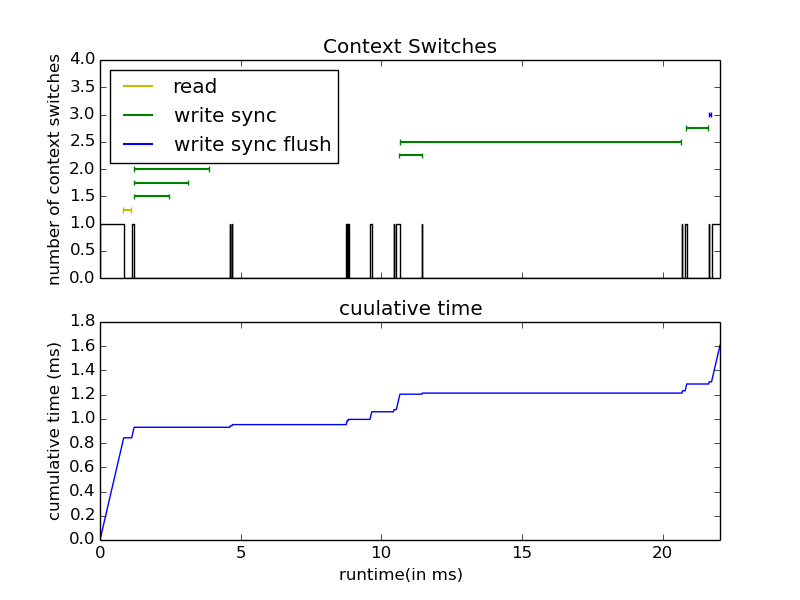 Context Switches
number of context switches
4.0
3.5
3.0
2.5
2.0
1.5
1.0
0.5
0.0
read
write sync
write sync flush
cuulative time
cumulative time (ms)
1.8
1.6
1.4
1.2
1.0
0.8
0.6
0.4
0.2
0.0
0 5 10 15 20
runtime(in ms)